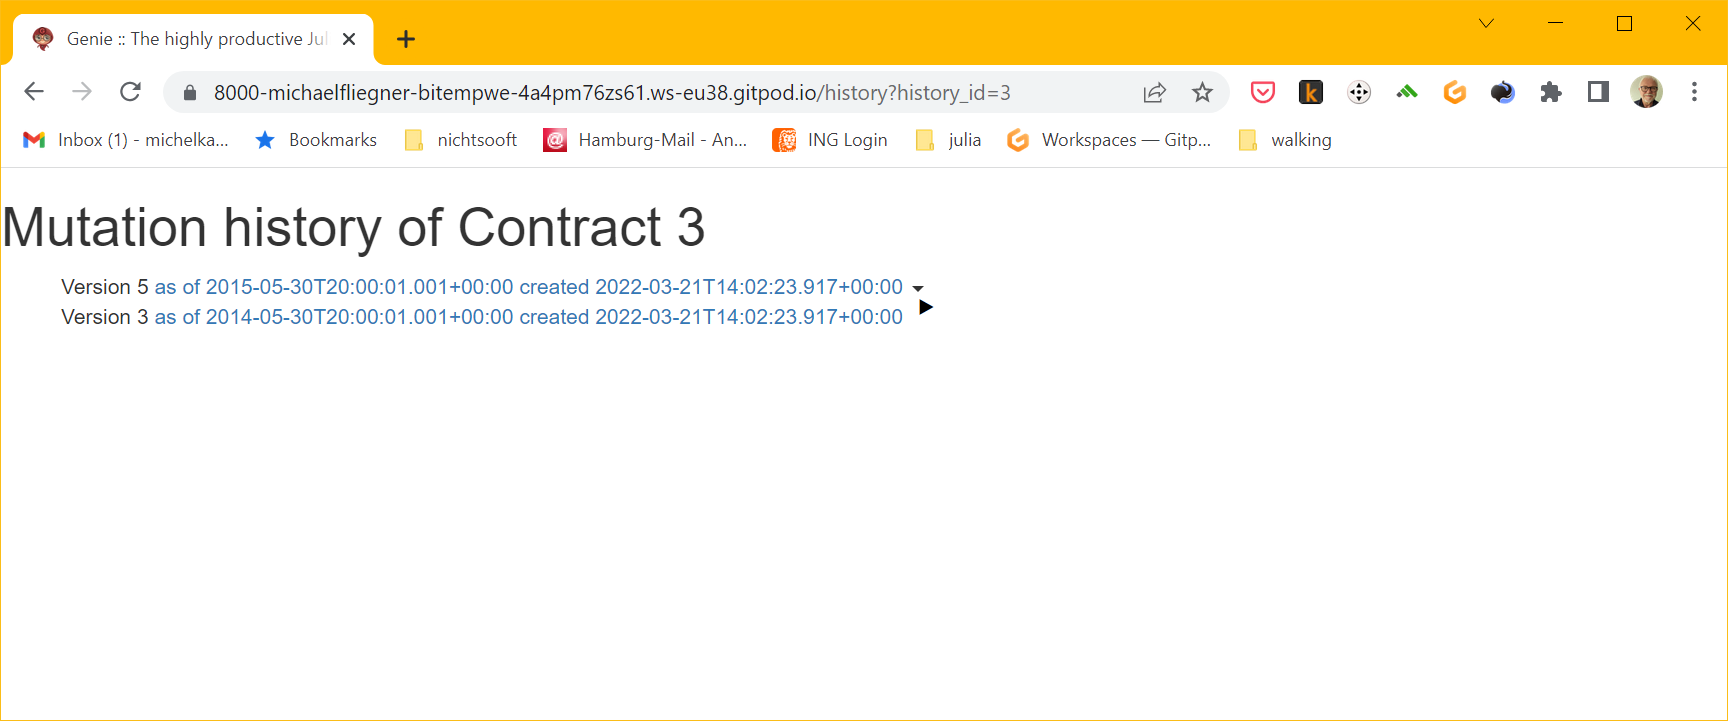 Genie :: The highly productive Jul
8000-michaelfliegner-bitempwe-4a4pm76zs61.ws-eu38.gitpod.io/history?history_id=3
Inbox (1) - michelka... Bookmarks nichtsooft Hamburg-Mail - An... ING Login julia Workspaces — Gitp... walking
Mutation history of Contract 3
Version 5 as of 2015-05-30T20:00:01.001+00:00 created 2022-03-21T14:02:23.917+00:00
Version 3 as of 2014-05-30T20:00:01.001+00:00 created 2022-03-21T14:02:23.917+00:00